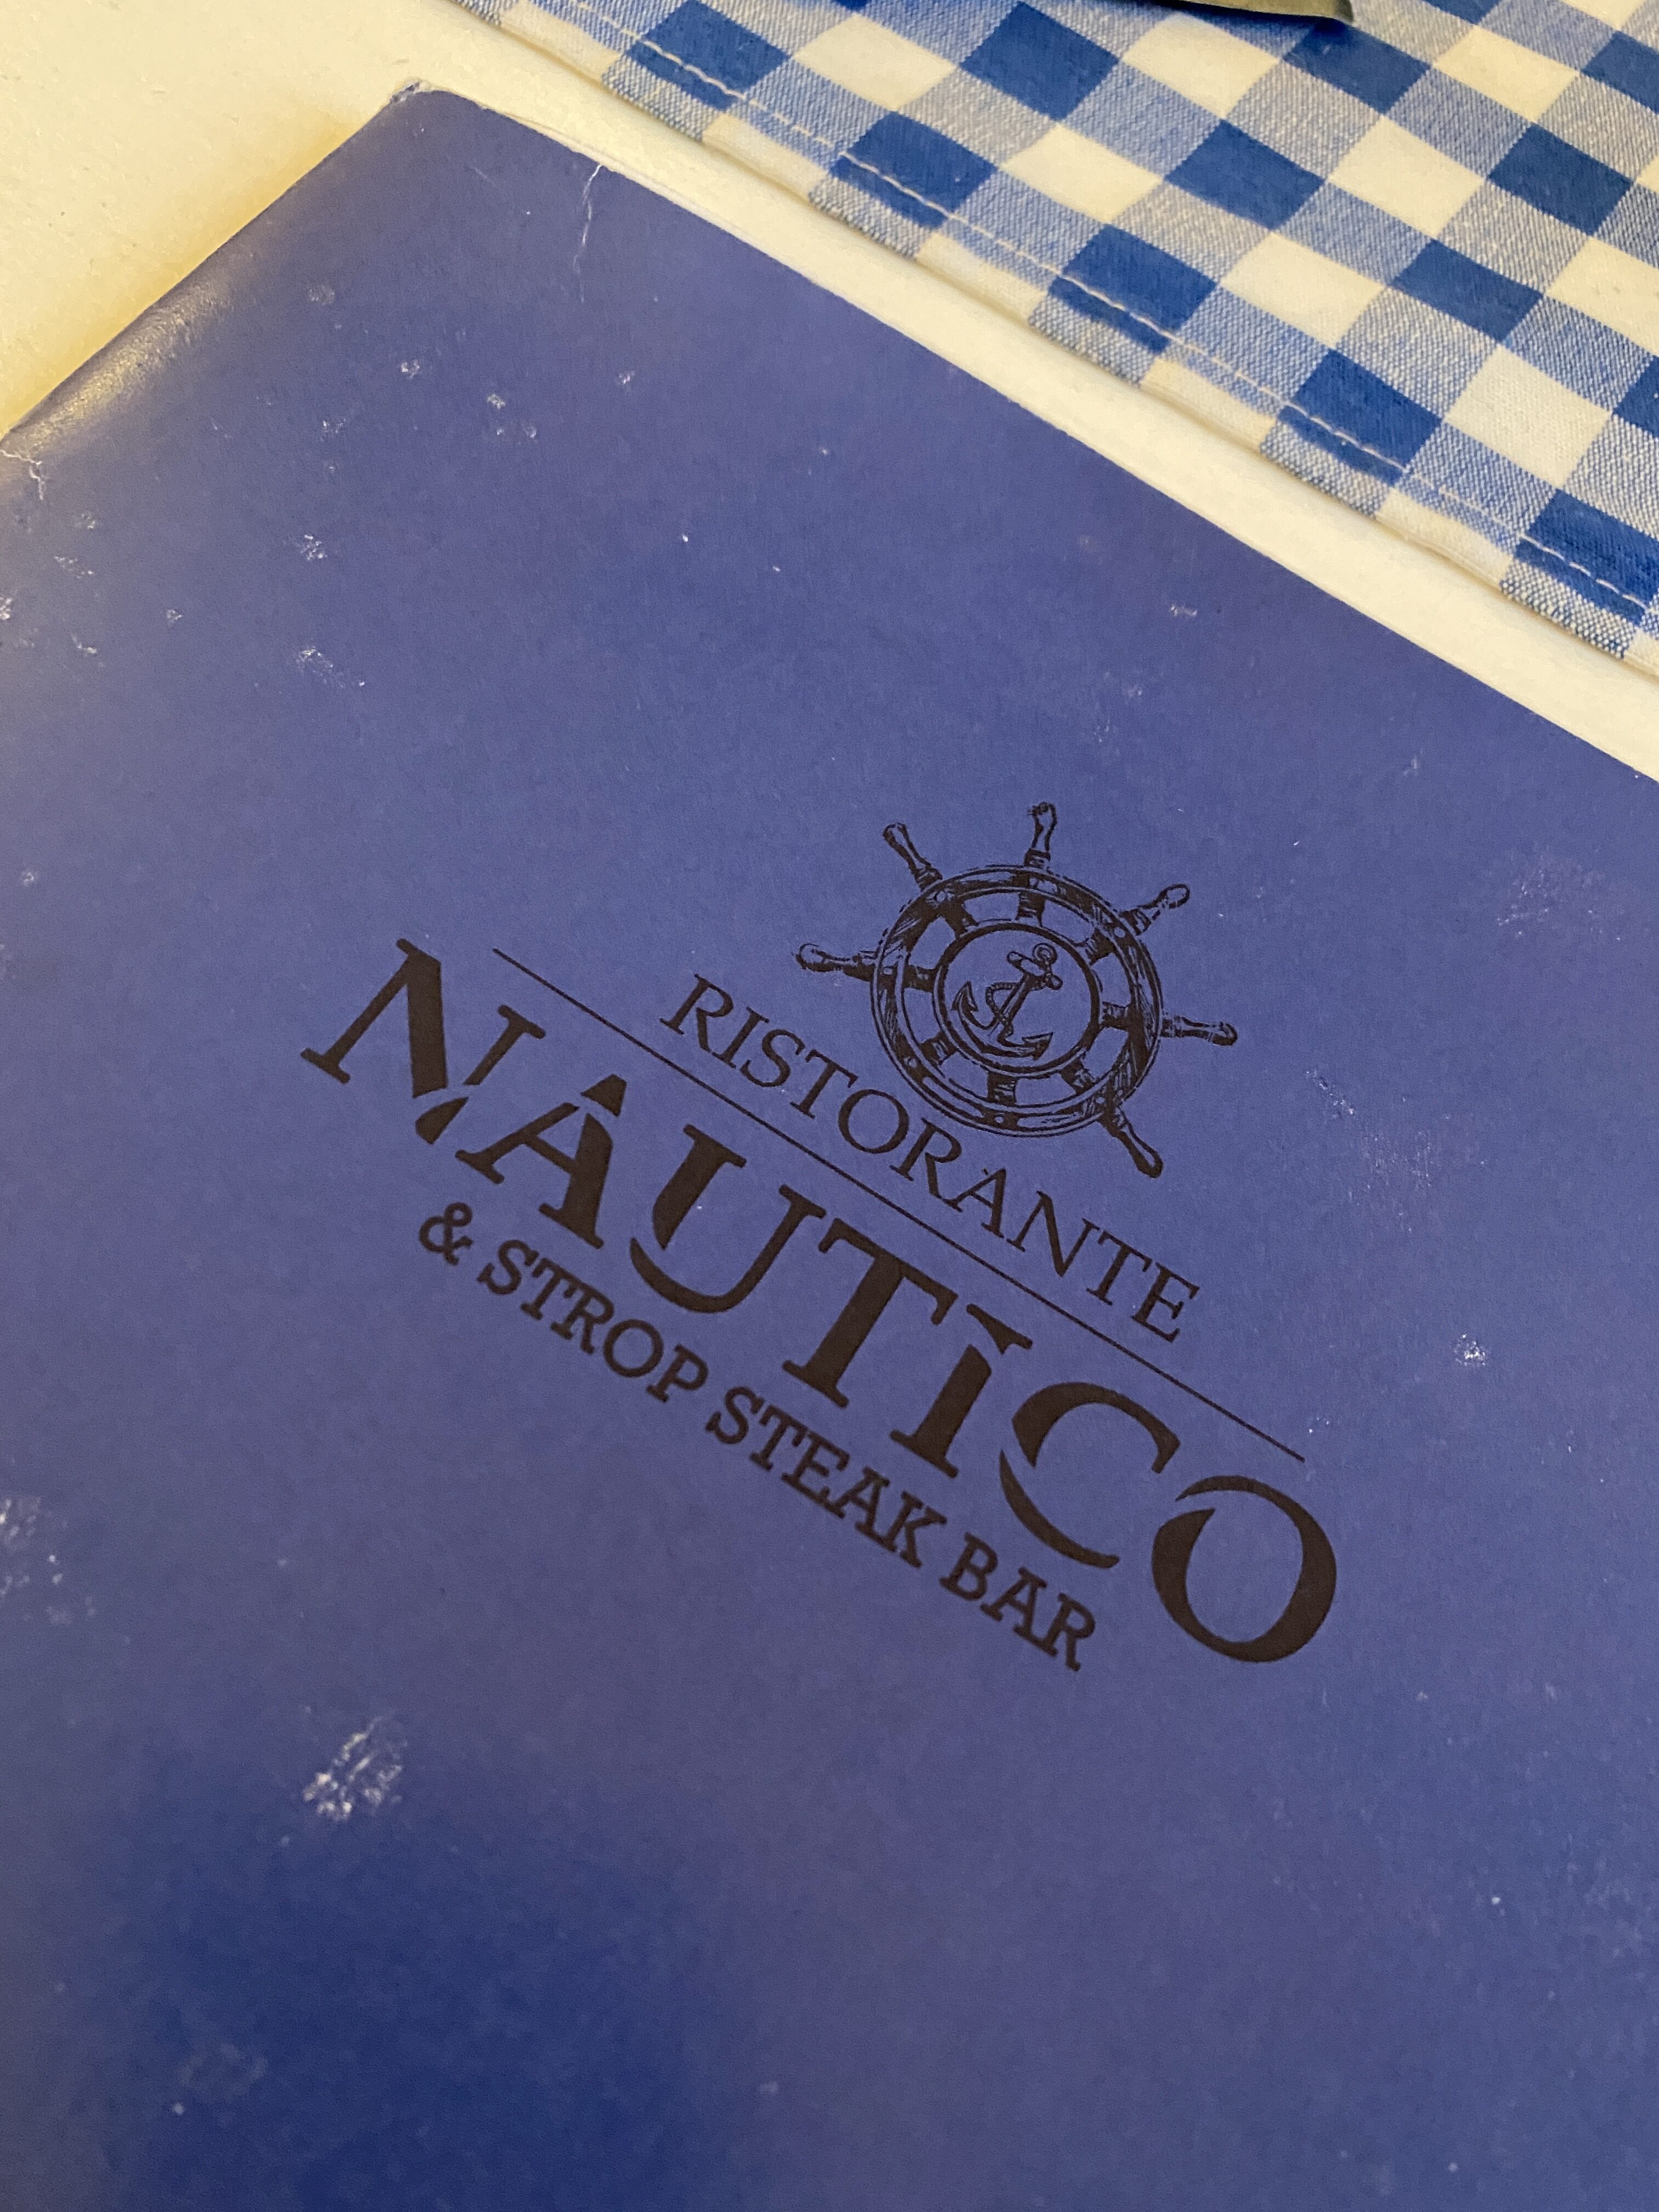 RISTORANTE
NAUTICO
& STROP STEAK BAR